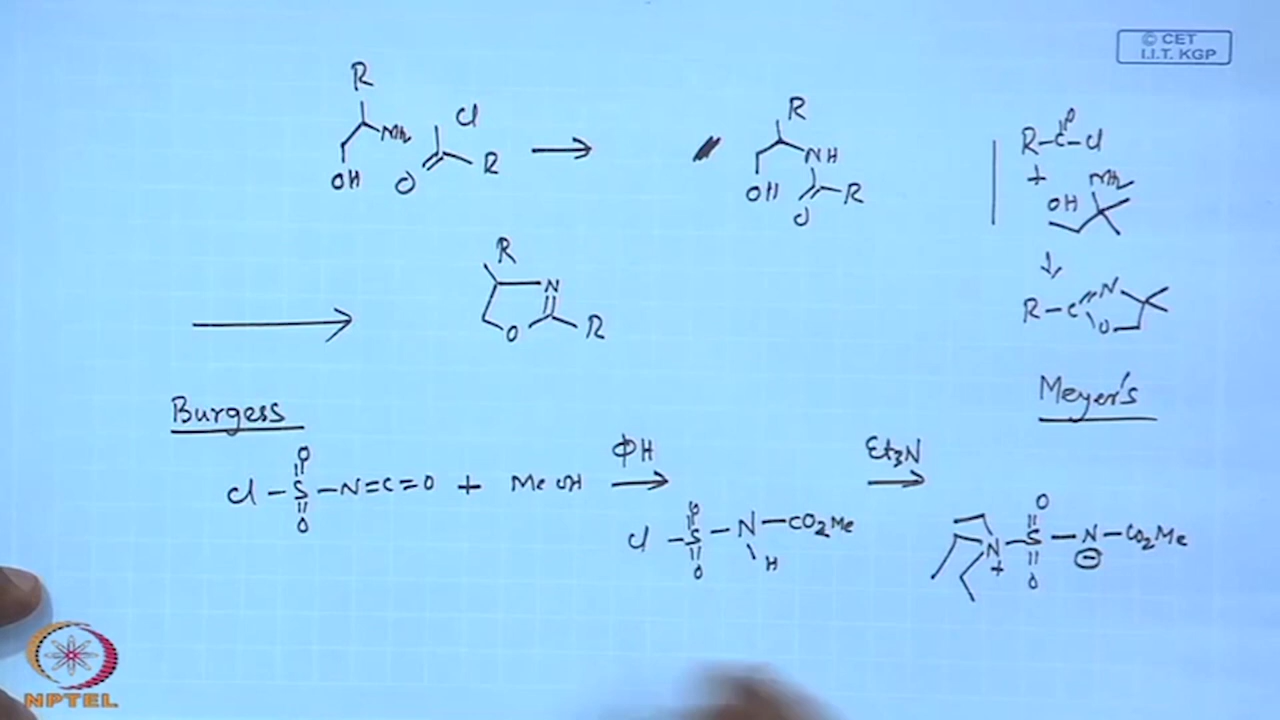 © CET
I.I.T. KGP
R
NH₂
Cl
OH
O
R
R
NH
OH
O
R
R–C–Cl
O
+
NH₂
OH
R–C
N
O
R
N
O
R
Meyer's
Burgess
O
Cl–S–N=C=O + MeOH
O
ΦH
O
Cl–S–N–CO₂Me
O
H
Et₃N
O
N–S–N–CO₂Me
+
⊖
O
NPTEL